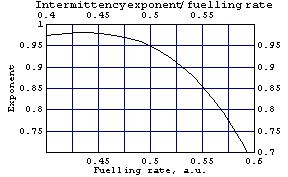 Intermittency exponent/fuelling rate
0.4 0.45 0.5 0.55 0.6
1
0.95 0.95
0.9 0.9
0.85 0.85
0.8 0.8
0.75 0.75
0.7
0.45 0.5 0.55 0.6
Exponent
Fuelling rate, a.u.